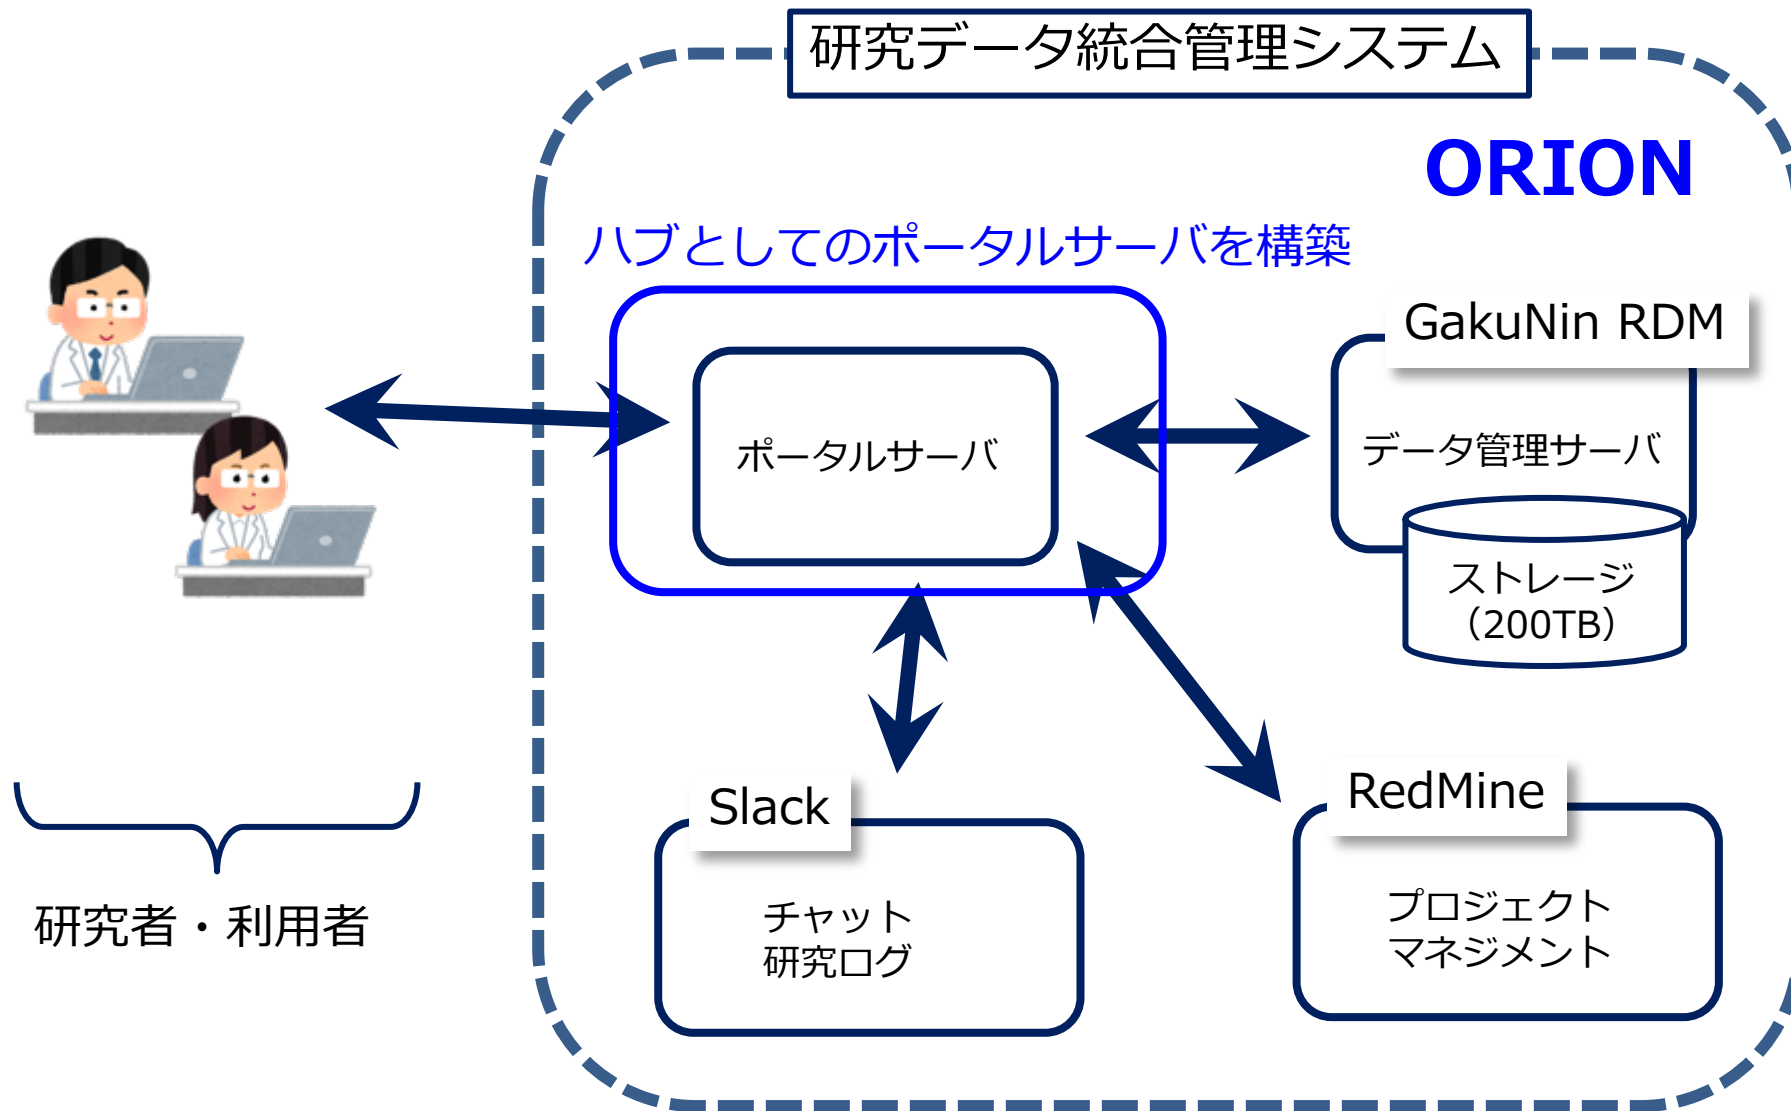 研究データ統合管理システム
ORION
ハブとしてのポータルサーバを構築
GakuNin RDM
ポータルサーバ
データ管理サーバ
ストレージ
（200TB）
Slack
チャット
研究ログ
RedMine
プロジェクト
マネジメント
研究者・利用者